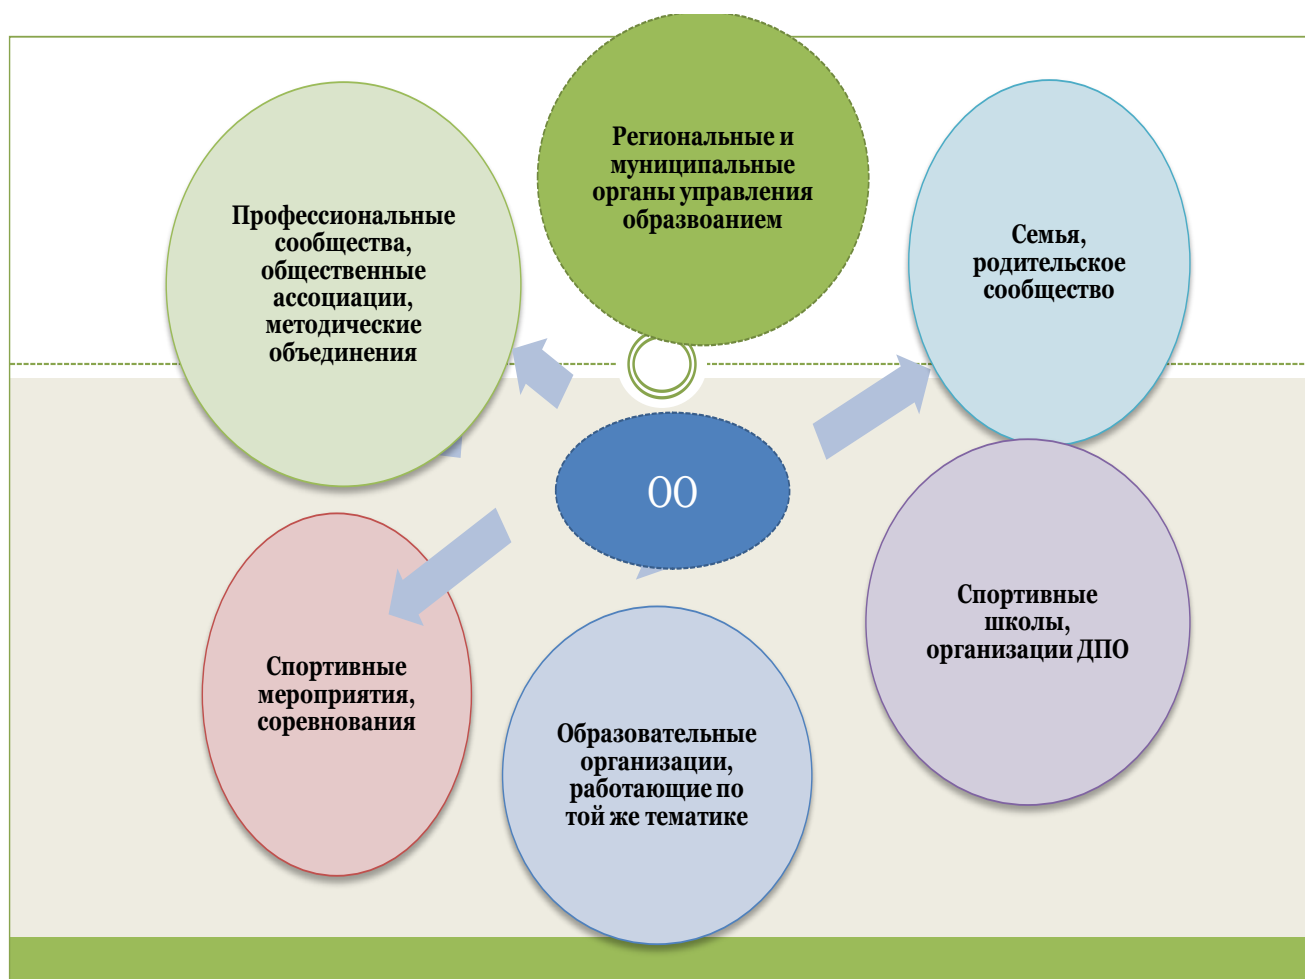 Региональные и
муниципальные
органы управления
образвоанием
Профессиональные
сообщества,
общественные
ассоциации,
методические
объединения
Семья,
родительское
сообщество
ОО
Спортивные
школы,
организации ДПО
Спортивные
мероприятия,
соревнования
Образовательные
организации,
работающие по
той же тематике